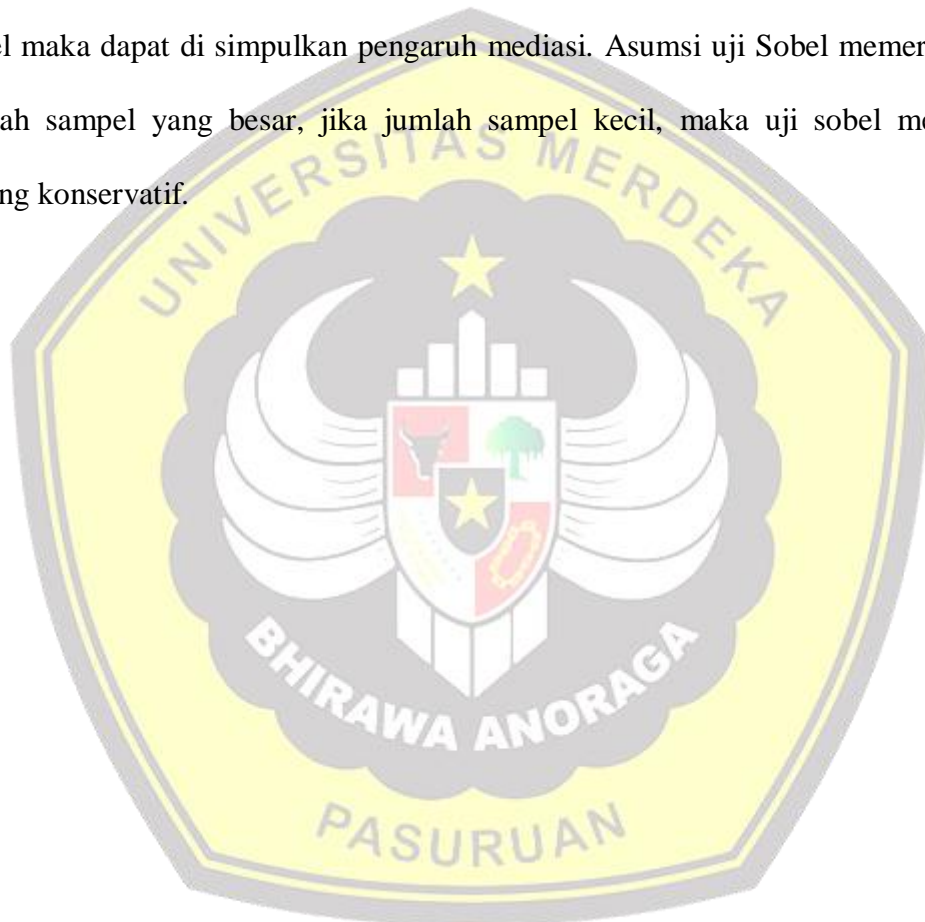 el maka dapat di simpulkan pengaruh mediasi. Asumsi uji Sobel memer
ah sampel yang besar, jika jumlah sampel kecil, maka uji sobel me
ng konservatif.
UNIVERSITAS MERDEKA
BHIRAWA ANORAGA
PASURUAN